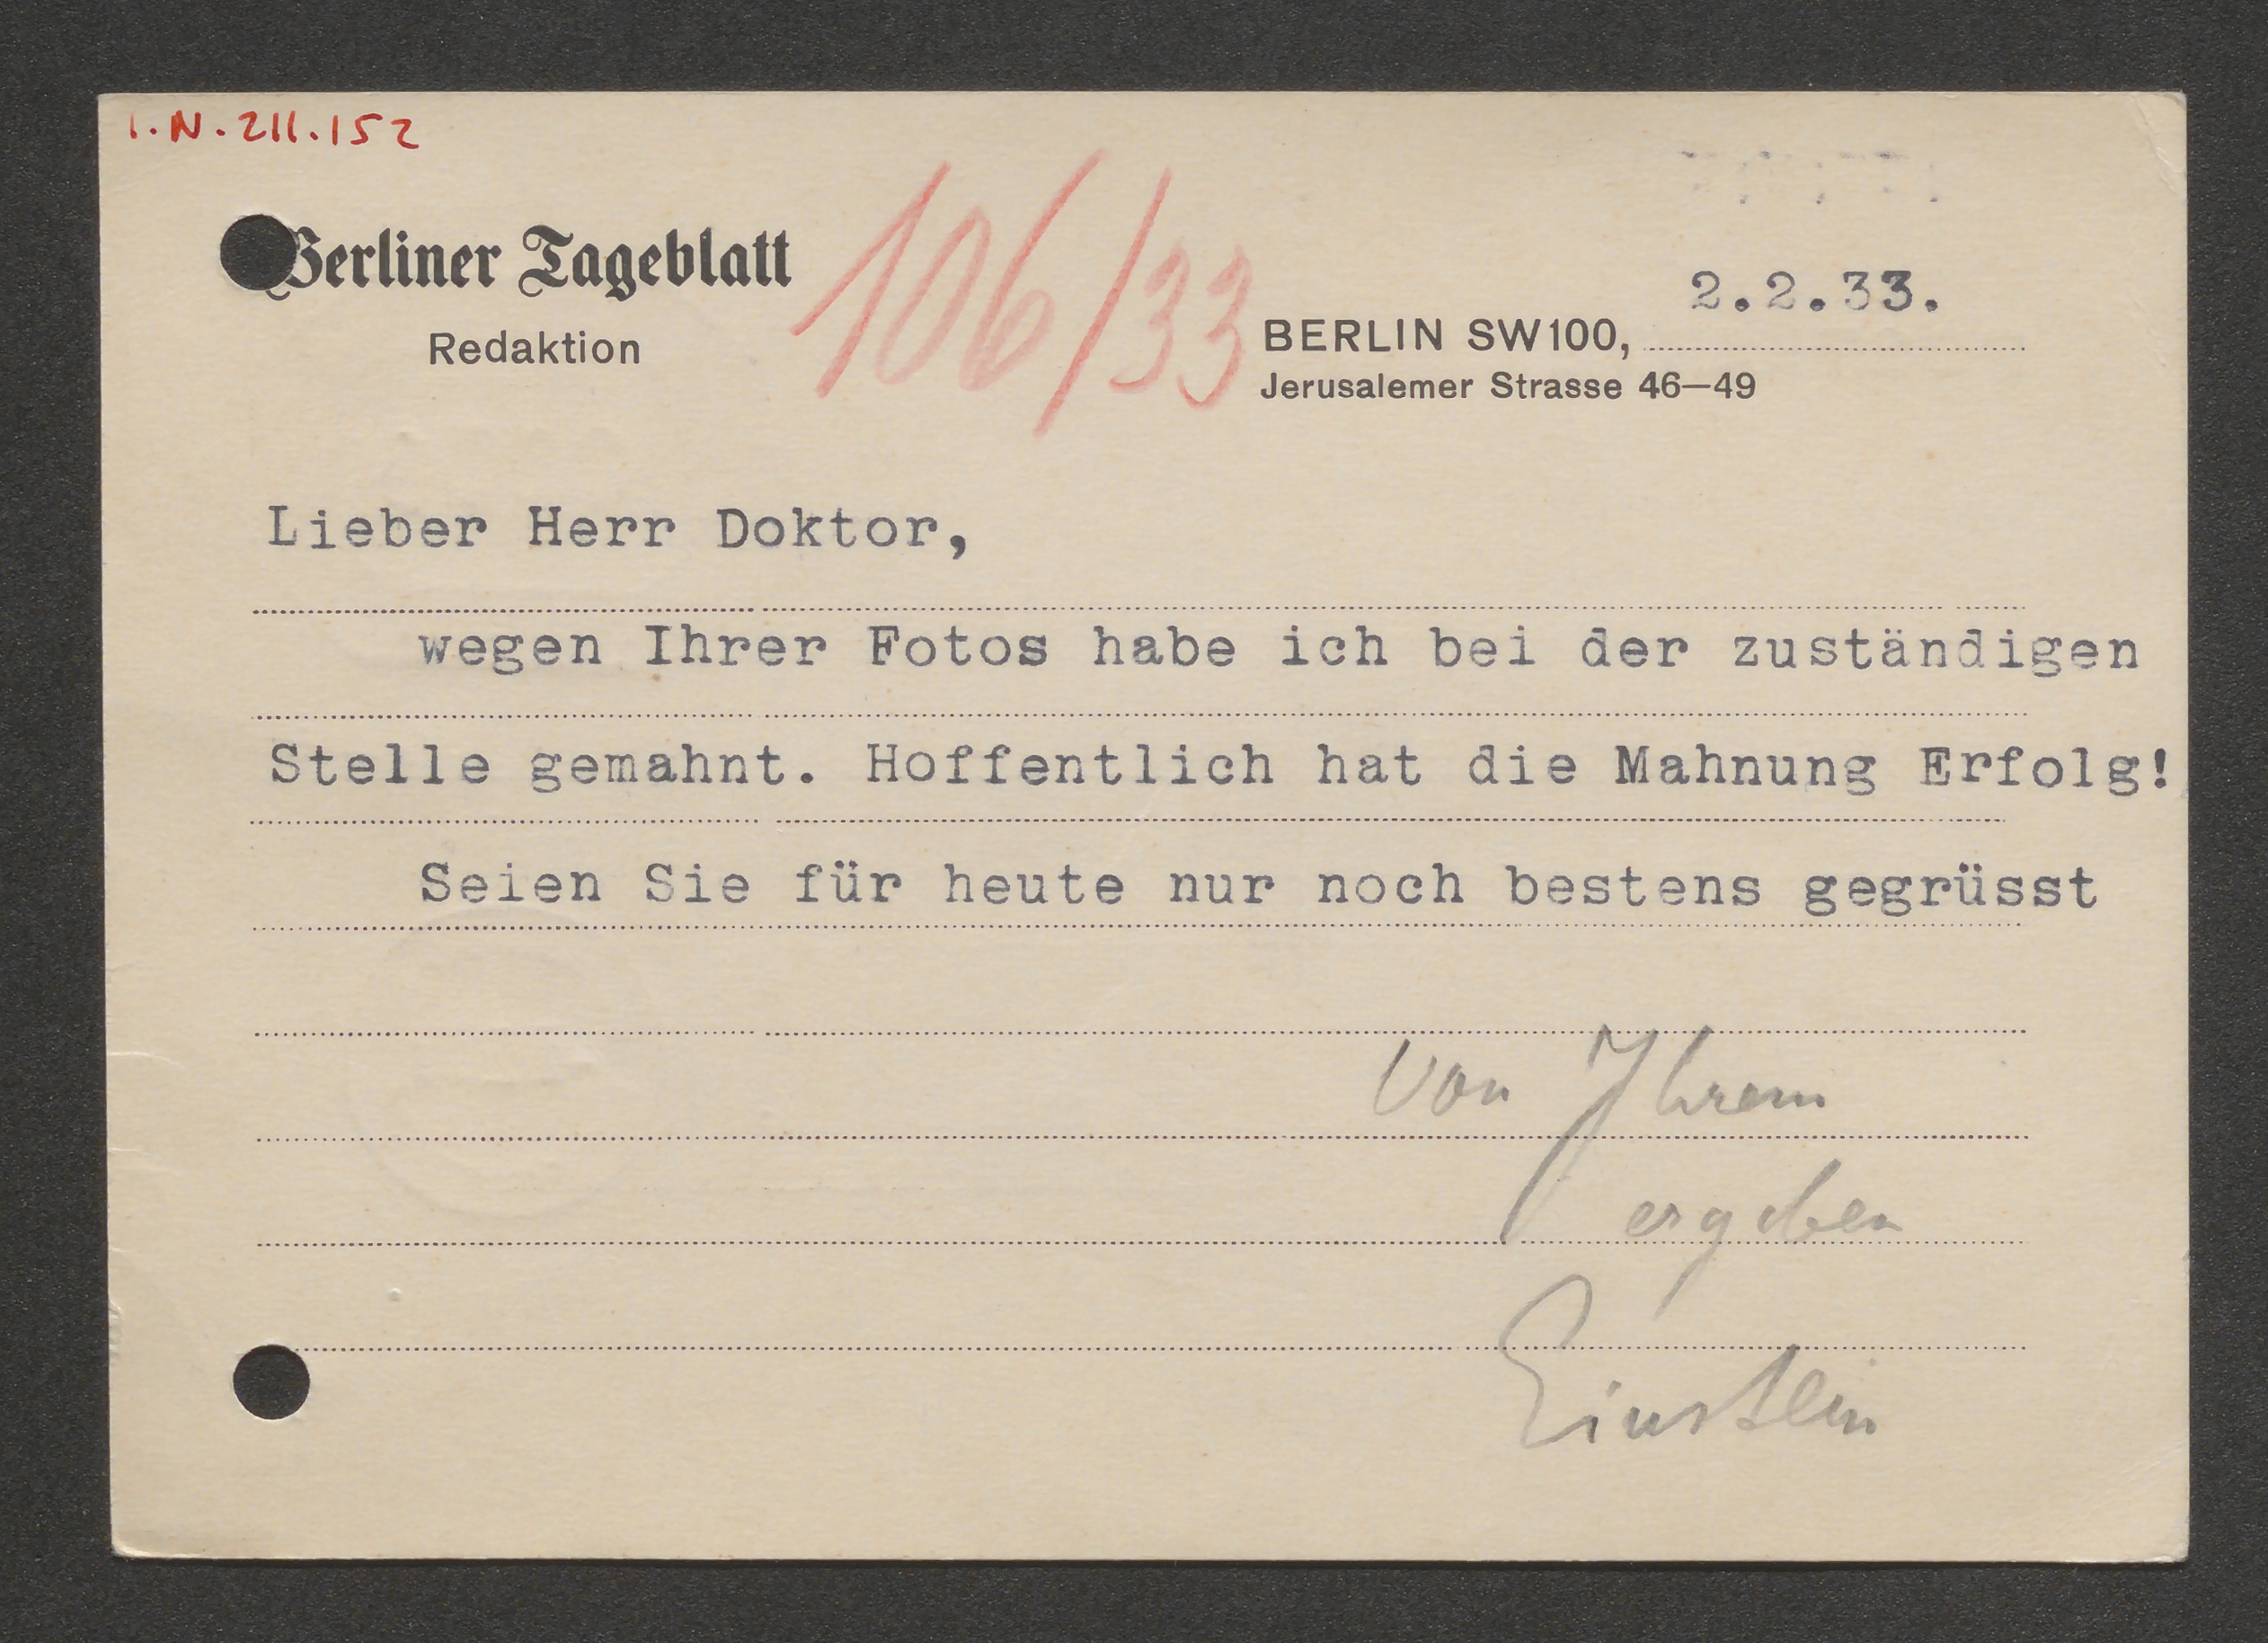 I.N. 211.152
Berliner Tageblatt
106/33
2.2.33.
Redaktion
BERLIN SW100,
Jerusalemer Strasse 46—49
Lieber Herr Doktor,
wegen Ihrer Fotos habe ich bei der zuständigen
Stelle gemahnt. Hoffentlich hat die Mahnung Erfolg!
Seien Sie für heute nur noch bestens gegrüsst
von Ihrem
ergeben
Einstein